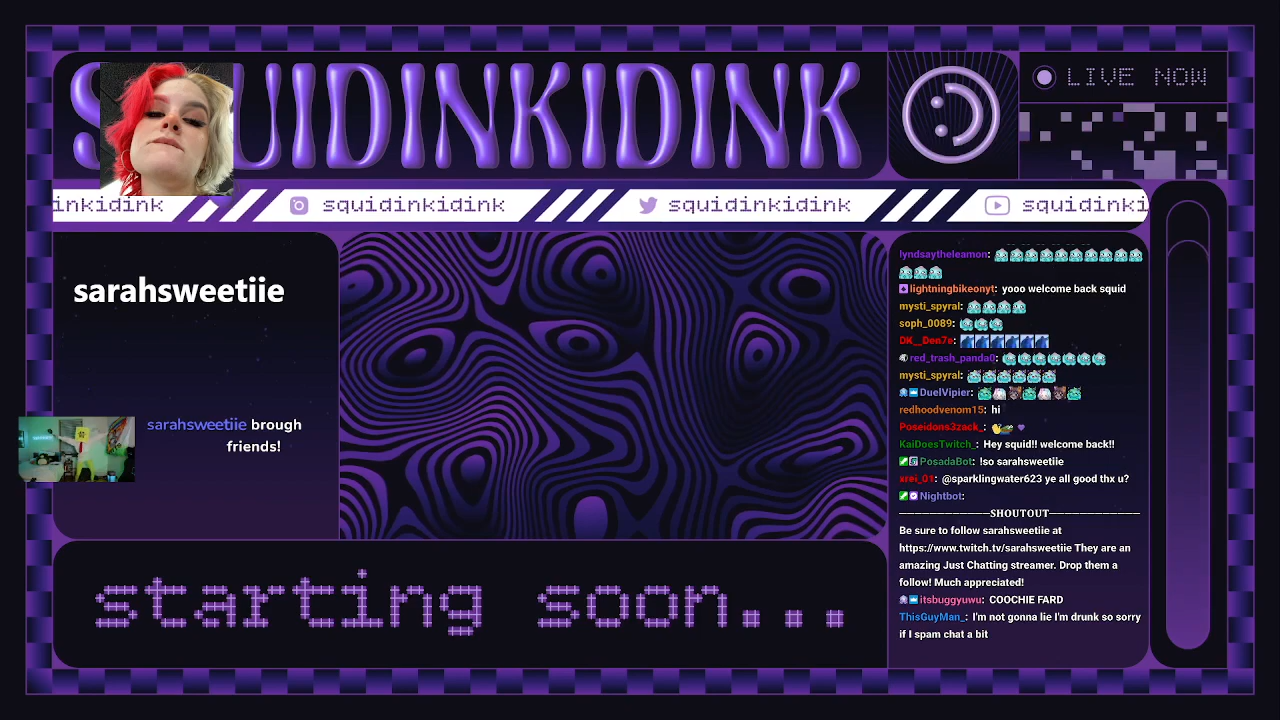 SQUIDINKIDINK
LIVE NOW
inkidink squidinkidink squidinkidink squidinki
sarahsweetiie
sarahsweetiie brough
friends!
starting soon...
lyndsaythelearnon:
lightningbikeonyt: yooo welcome back squid
mysti_spyral:
soph_0089:
DK__Den7e:
red_trash_panda0:
mysti_spyral:
DuelVipier:
redhoodvenom15: hi
Poseidons3zack_:
KaiDoesTwitch_: Hey squid!! welcome back!!
PosadaBot: !so sarahsweetiie
xrei_01: @sparklingwater623 ye all good thx u?
Nightbot:
────────────SHOUTOUT────────────
Be sure to follow sarahsweetiie at
https://www.twitch.tv/sarahsweetiie They are an
amazing Just Chatting streamer. Drop them a
follow! Much appreciated!
itsbuggyuwu: COOCHIE FARD
ThisGuyMan_: I'm not gonna lie I'm drunk so sorry
if I spam chat a bit